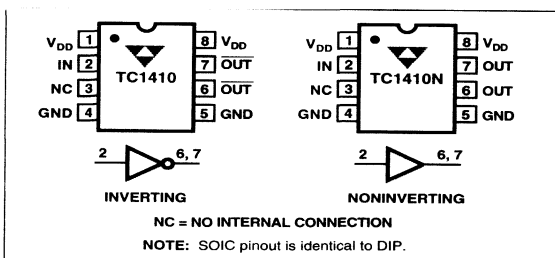 VDD 1 8 VDD
IN 2 7 OUT
TC1410
NC 3 6 OUT
GND 4 5 GND
2 6, 7
INVERTING
VDD 1 8 VDD
IN 2 7 OUT
TC1410N
NC 3 6 OUT
GND 4 5 GND
2 6, 7
NONINVERTING
NC = NO INTERNAL CONNECTION
NOTE: SOIC pinout is identical to DIP.